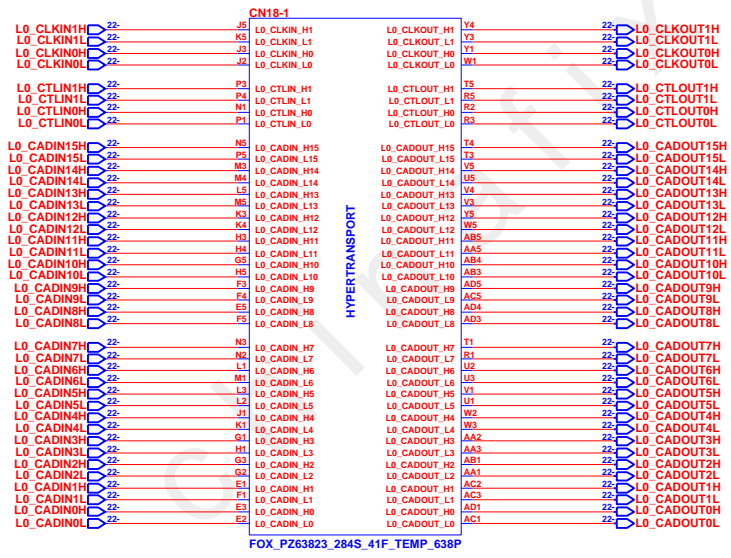 CN18-1
L0_CLKIN1H 22- J5 L0_CLKIN_H1 L0_CLKOUT_H1 Y4 22- L0_CLKOUT1H
L0_CLKIN1L 22- K5 L0_CLKIN_L1 L0_CLKOUT_L1 Y3 22- L0_CLKOUT1L
L0_CLKIN0H 22- J3 L0_CLKIN_H0 L0_CLKOUT_H0 Y1 22- L0_CLKOUT0H
L0_CLKIN0L 22- J2 L0_CLKIN_L0 L0_CLKOUT_L0 W1 22- L0_CLKOUT0L
L0_CTLIN1H 22- P3 L0_CTLIN_H1 L0_CTLOUT_H1 T5 22- L0_CTLOUT1H
L0_CTLIN1L 22- P4 L0_CTLIN_L1 L0_CTLOUT_L1 R5 22- L0_CTLOUT1L
L0_CTLIN0H 22- N1 L0_CTLIN_H0 L0_CTLOUT_H0 R2 22- L0_CTLOUT0H
L0_CTLIN0L 22- P1 L0_CTLIN_L0 L0_CTLOUT_L0 R3 22- L0_CTLOUT0L
L0_CADIN15H 22- N5 L0_CADIN_H15 L0_CADOUT_H15 T4 22- L0_CADOUT15H
L0_CADIN15L 22- P5 L0_CADIN_L15 L0_CADOUT_L15 T3 22- L0_CADOUT15L
L0_CADIN14H 22- M3 L0_CADIN_H14 L0_CADOUT_H14 V5 22- L0_CADOUT14H
L0_CADIN14L 22- M4 L0_CADIN_L14 L0_CADOUT_L14 U5 22- L0_CADOUT14L
L0_CADIN13H 22- L5 L0_CADIN_H13 L0_CADOUT_H13 V4 22- L0_CADOUT13H
L0_CADIN13L 22- M5 L0_CADIN_L13 L0_CADOUT_L13 V3 22- L0_CADOUT13L
L0_CADIN12H 22- K3 L0_CADIN_H12 L0_CADOUT_H12 Y5 22- L0_CADOUT12H
L0_CADIN12L 22- K4 L0_CADIN_L12 L0_CADOUT_L12 W5 22- L0_CADOUT12L
L0_CADIN11H 22- H3 L0_CADIN_H11 L0_CADOUT_H11 AB5 22- L0_CADOUT11H
L0_CADIN11L 22- H4 L0_CADIN_L11 L0_CADOUT_L11 AA5 22- L0_CADOUT11L
L0_CADIN10H 22- G5 L0_CADIN_H10 L0_CADOUT_H10 AB4 22- L0_CADOUT10H
L0_CADIN10L 22- H5 L0_CADIN_L10 L0_CADOUT_L10 AB3 22- L0_CADOUT10L
L0_CADIN9H 22- F3 L0_CADIN_H9 L0_CADOUT_H9 AD5 22- L0_CADOUT9H
L0_CADIN9L 22- F4 L0_CADIN_L9 L0_CADOUT_L9 AC5 22- L0_CADOUT9L
L0_CADIN8H 22- E5 L0_CADIN_H8 L0_CADOUT_H8 AD4 22- L0_CADOUT8H
L0_CADIN8L 22- F5 L0_CADIN_L8 L0_CADOUT_L8 AD3 22- L0_CADOUT8L
HYPERTRANSPORT
L0_CADIN7H 22- N3 L0_CADIN_H7 L0_CADOUT_H7 T1 22- L0_CADOUT7H
L0_CADIN7L 22- N2 L0_CADIN_L7 L0_CADOUT_L7 R1 22- L0_CADOUT7L
L0_CADIN6H 22- L1 L0_CADIN_H6 L0_CADOUT_H6 U2 22- L0_CADOUT6H
L0_CADIN6L 22- M1 L0_CADIN_L6 L0_CADOUT_L6 U3 22- L0_CADOUT6L
L0_CADIN5H 22- L3 L0_CADIN_H5 L0_CADOUT_H5 V1 22- L0_CADOUT5H
L0_CADIN5L 22- L2 L0_CADIN_L5 L0_CADOUT_L5 U1 22- L0_CADOUT5L
L0_CADIN4H 22- J1 L0_CADIN_H4 L0_CADOUT_H4 W2 22- L0_CADOUT4H
L0_CADIN4L 22- K1 L0_CADIN_L4 L0_CADOUT_L4 W3 22- L0_CADOUT4L
L0_CADIN3H 22- G1 L0_CADIN_H3 L0_CADOUT_H3 AA2 22- L0_CADOUT3H
L0_CADIN3L 22- H1 L0_CADIN_L3 L0_CADOUT_L3 AA3 22- L0_CADOUT3L
L0_CADIN2H 22- G3 L0_CADIN_H2 L0_CADOUT_H2 AB1 22- L0_CADOUT2H
L0_CADIN2L 22- G2 L0_CADIN_L2 L0_CADOUT_L2 AA1 22- L0_CADOUT2L
L0_CADIN1H 22- E1 L0_CADIN_H1 L0_CADOUT_H1 AC2 22- L0_CADOUT1H
L0_CADIN1L 22- F1 L0_CADIN_L1 L0_CADOUT_L1 AC3 22- L0_CADOUT1L
L0_CADIN0H 22- E3 L0_CADIN_H0 L0_CADOUT_H0 AD1 22- L0_CADOUT0H
L0_CADIN0L 22- E2 L0_CADIN_L0 L0_CADOUT_L0 AC1 22- L0_CADOUT0L
FOX_PZ63823_284S_41F_TEMP_638P